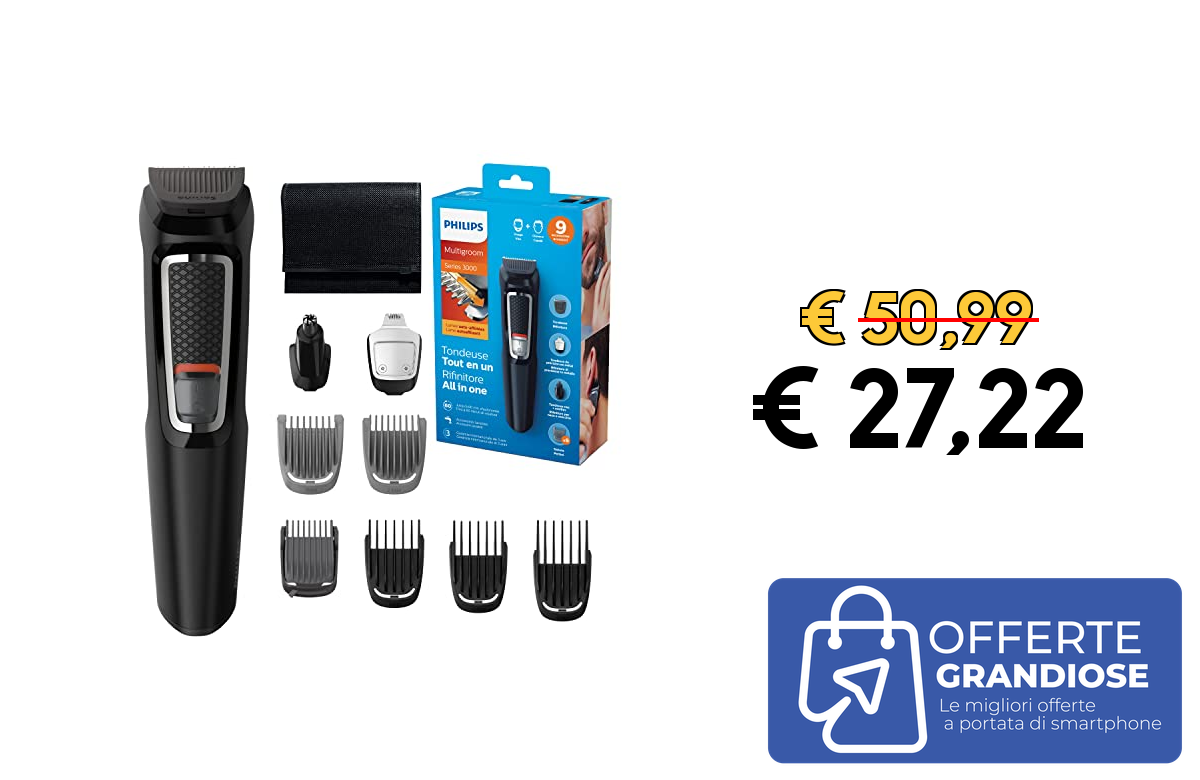 PHILIPS
PHILIPS
Multigroom
Series 3000
9
Tondeuse
Tout en un
Rifinitore
All in one
€ 50,99
€ 27,22
OFFERTE
GRANDIOSE
Le migliori offerte
a portata di smartphone